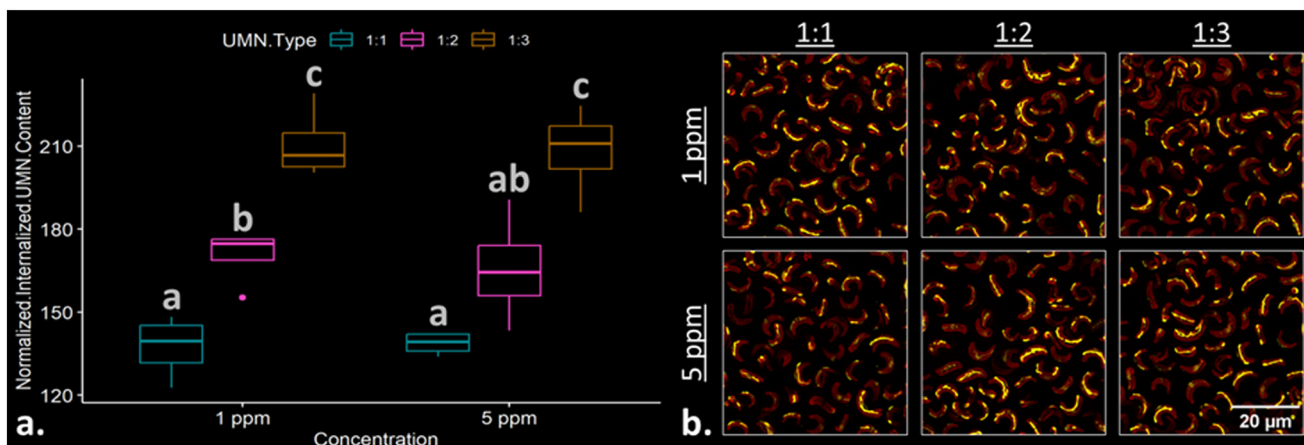 UMN.Type 1:1 1:2 1:3
Normalized.Internalized.UMN.Content
210
180
150
120
a
b
c
a
ab
c
1 ppm
5 ppm
Concentration
a.
1:1
1:2
1:3
1 ppm
5 ppm
20 µm
b.